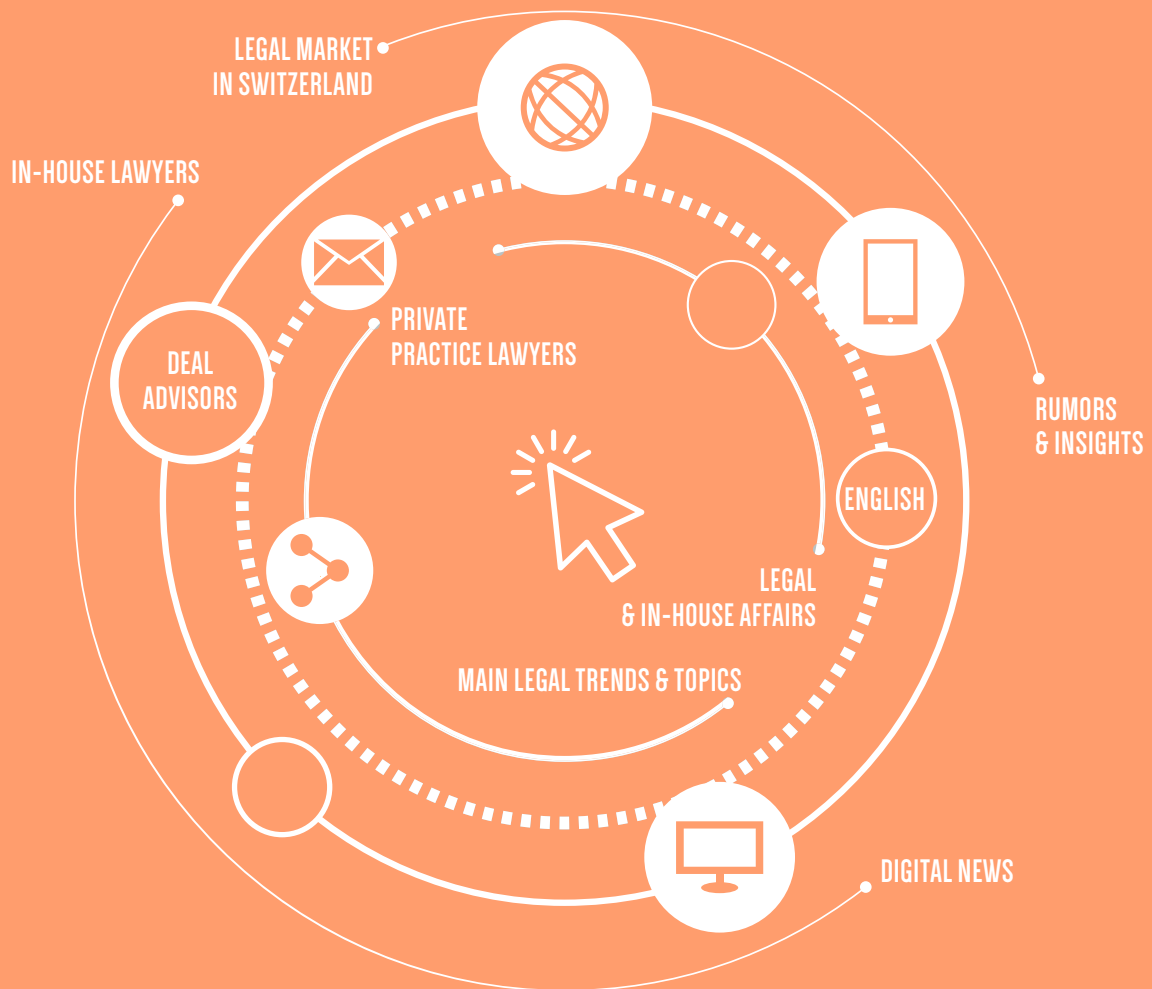 LEGAL MARKET
IN SWITZERLAND
IN-HOUSE LAWYERS
PRIVATE
PRACTICE LAWYERS
DEAL
ADVISORS
RUMORS
& INSIGHTS
ENGLISH
LEGAL
& IN-HOUSE AFFAIRS
MAIN LEGAL TRENDS & TOPICS
DIGITAL NEWS